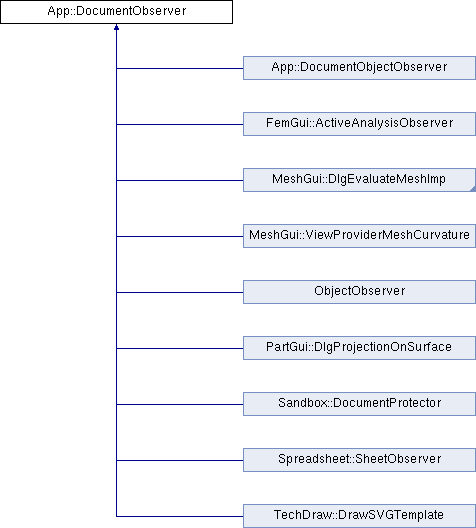 App::DocumentObserver
App::DocumentObjectObserver
FemGui::ActiveAnalysisObserver
MeshGui::DlgEvaluateMeshImp
MeshGui::ViewProviderMeshCurvature
ObjectObserver
PartGui::DlgProjectionOnSurface
Sandbox::DocumentProtector
Spreadsheet::SheetObserver
TechDraw::DrawSVGTemplate